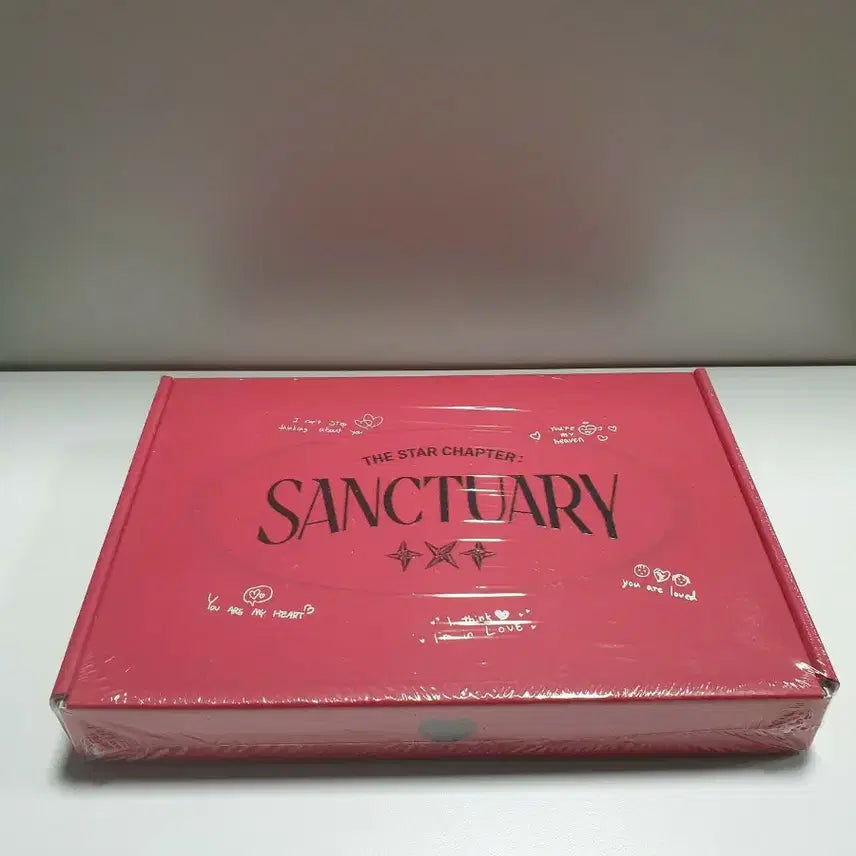 I can't stop
thinking about you
you're
my
heaven
THE STAR CHAPTER:
SANCTUARY
you are loved
You ARE MY HEART
I think
I'm in Love